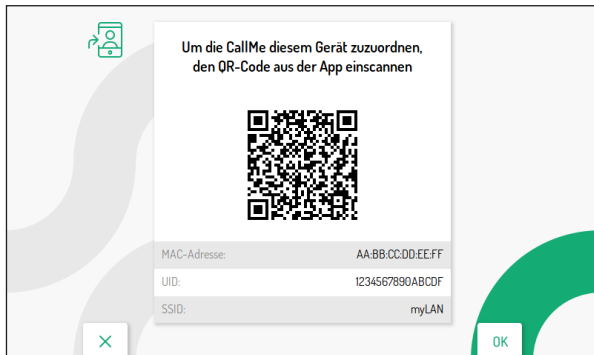 Um die CallMe diesem Gerät zuzuordnen,
den QR-Code aus der App einscannen
MAC-Adresse: AA:BB:CC:DD:EE:FF
UID: 1234567890ABCDF
SSID: myLAN
OK